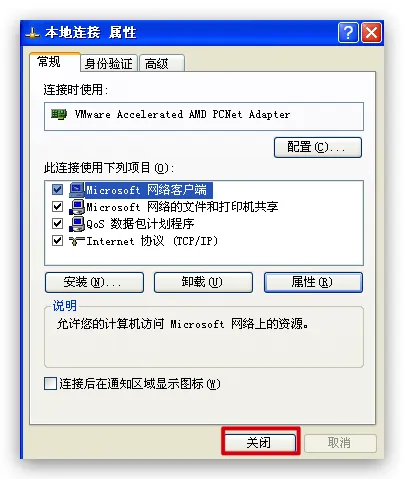 本地连接 属性
常规 身份验证 高级
连接时使用:
VMware Accelerated AMD PCNet Adapter
配置(C)...
此连接使用下列项目(O):
Microsoft 网络客户端
Microsoft 网络的文件和打印机共享
QoS 数据包计划程序
Internet 协议 (TCP/IP)
安装(N)... 卸载(U) 属性(R)
说明
允许您的计算机访问 Microsoft 网络上的资源。
连接后在通知区域显示图标(W)
关闭 取消